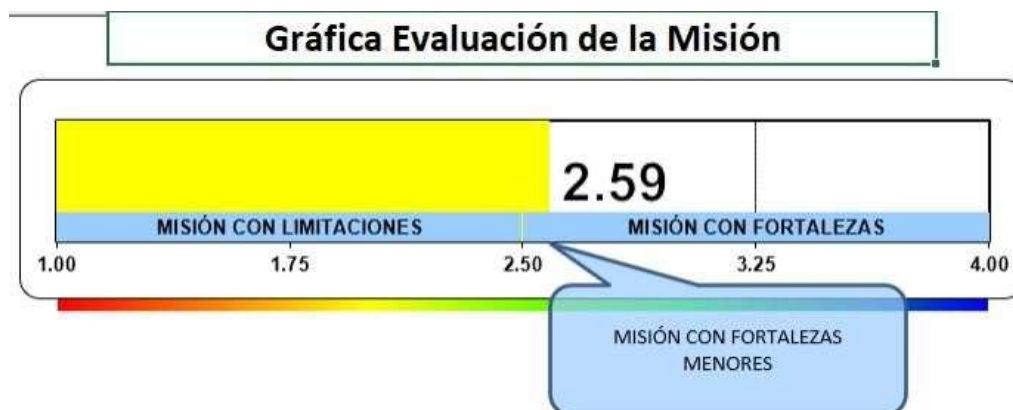 Gráfica Evaluación de la Misión
2.59
MISIÓN CON LIMITACIONES MISIÓN CON FORTALEZAS
1.00 1.75 2.50 3.25 4.00
MISIÓN CON FORTALEZAS
MENORES